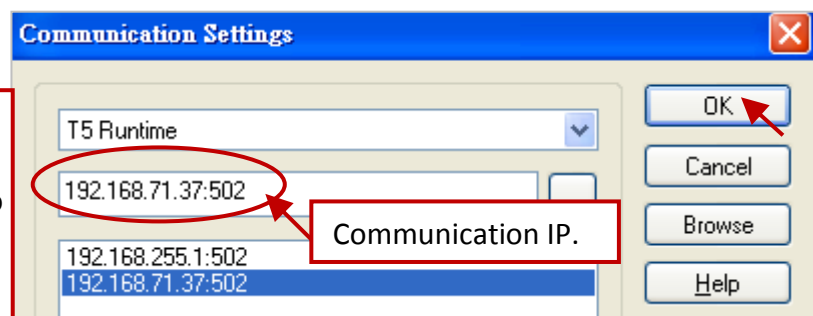 Communication Settings
OK
T5 Runtime
Cancel
192.168.71.37:502
Communication IP.
Browse
192.168.255.1:502
192.168.71.37:502
Help